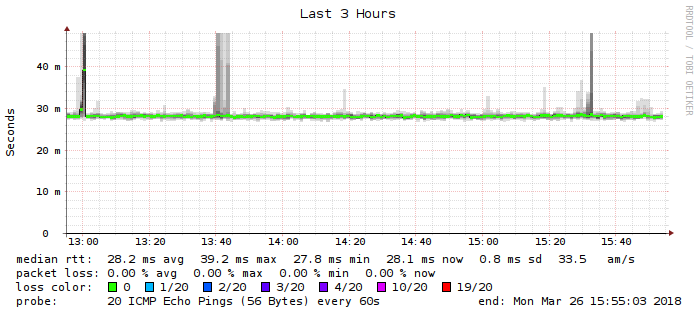 Last 3 Hours
RRDTOOL / TOBI OETIKER
Seconds
40 m
30 m
20 m
10 m
0
13:00 13:20 13:40 14:00 14:20 14:40 15:00 15:20 15:40
median rtt: 28.2 ms avg 39.2 ms max 27.8 ms min 28.1 ms now 0.8 ms sd 33.5 am/s
packet loss: 0.00 % avg 0.00 % max 0.00 % min 0.00 % now
loss color: 0 1/20 2/20 3/20 4/20 10/20 19/20
probe: 20 ICMP Echo Pings (56 Bytes) every 60s end: Mon Mar 26 15:55:03 2018